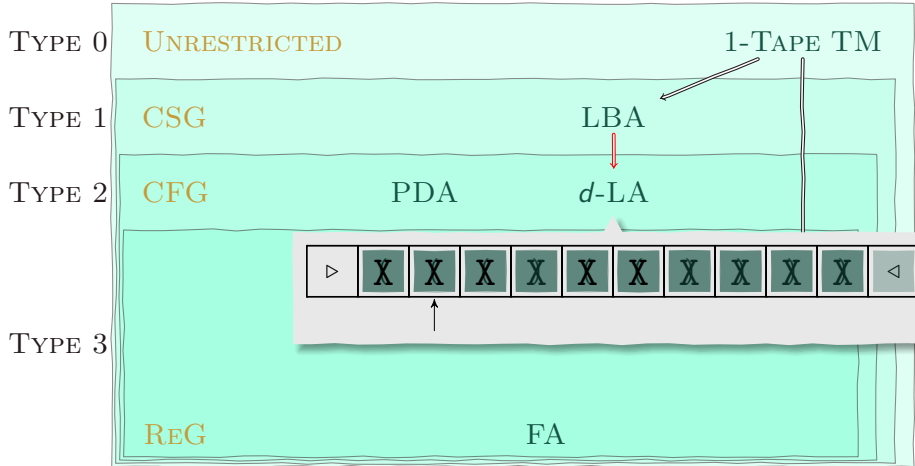 TYPE 0 UNRESTRICTED 1-TAPE TM
TYPE 1 CSG LBA
TYPE 2 CFG PDA d-LA
▷ X X X X X X X X X X ◁
TYPE 3
REG FA